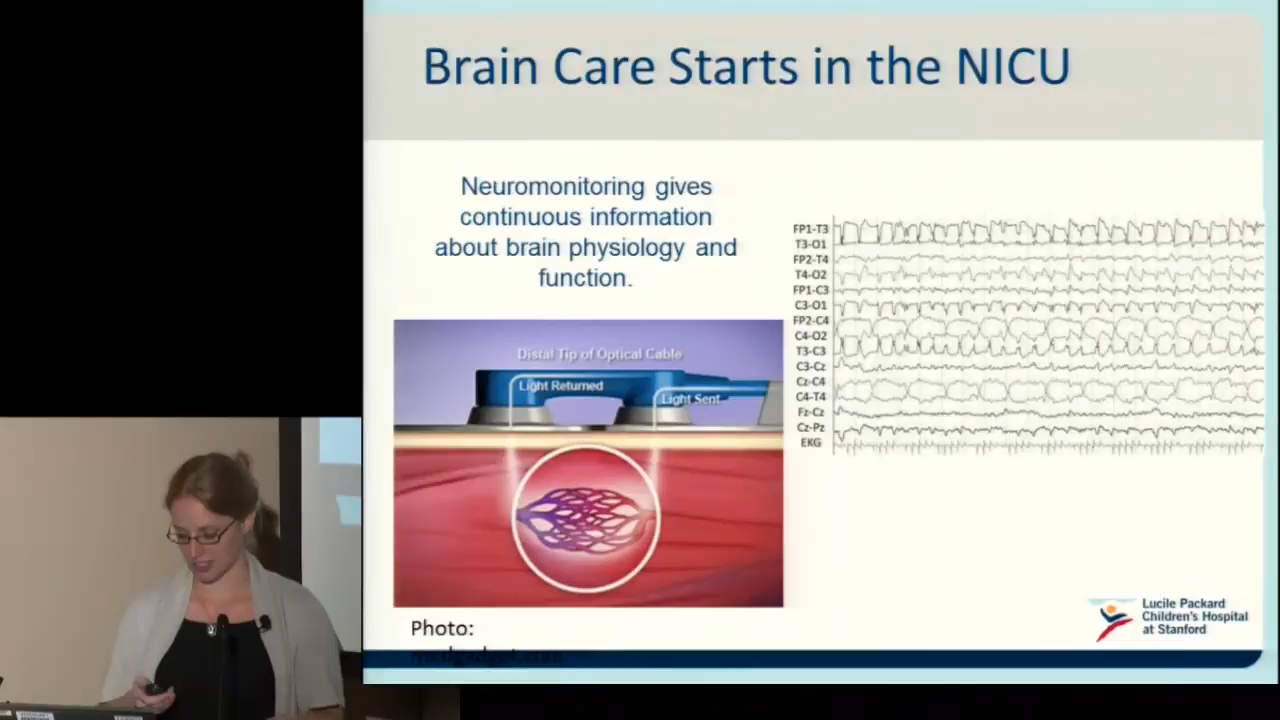 Brain Care Starts in the NICU
Neuromonitoring gives
continuous information
about brain physiology and
function.
Distal Tip of Optical Cable
Light Returned
Light Sent
Photo:
medgadget.com
FP1-T3
T3-O1
FP2-T4
T4-O2
FP1-C3
C3-O1
FP2-C4
C4-O2
T3-C3
C3-Cz
Cz-C4
C4-T4
Fz-Cz
Cz-Pz
EKG
Lucile Packard
Children's Hospital
at Stanford